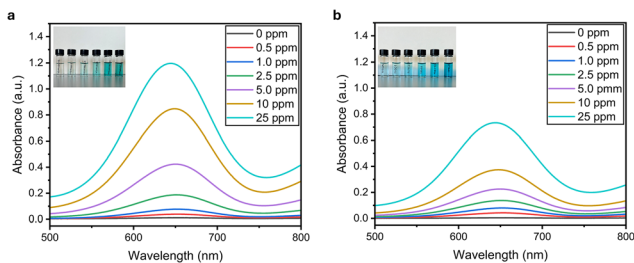 a
1.4
1.2
1.0
0.8
0.6
0.4
0.2
0.0
Absorbance (a.u.)
500
600
700
800
Wavelength (nm)
0 ppm
0.5 ppm
1.0 ppm
2.5 ppm
5.0 ppm
10 ppm
25 ppm
b
1.4
1.2
1.0
0.8
0.6
0.4
0.2
0.0
Absorbance (a.u.)
500
600
700
800
Wavelength (nm)
0 ppm
0.5 ppm
1.0 ppm
2.5 ppm
5.0 pmm
10 ppm
25 ppm